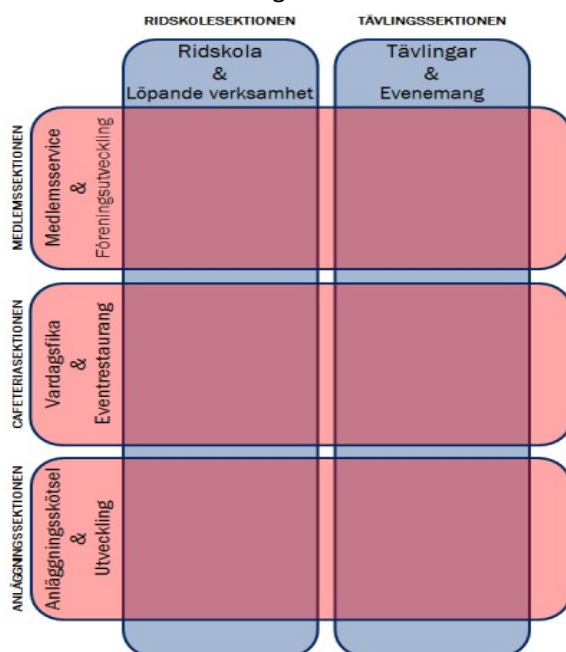 RIDSKOLESEKTIONEN
TÄVLINGSSEKTIONEN
Ridskola
&
Löpande verksamhet
Tävlingar
&
Evenemang
MEDLEMSSEKTIONEN
Medlemsservice
&
Föreningsutveckling
CAFETERIASEKTIONEN
Vardagsfika
&
Eventrestaurang
ANLÄGGNINGSSEKTIONEN
Anläggningsskötsel
&
Utveckling